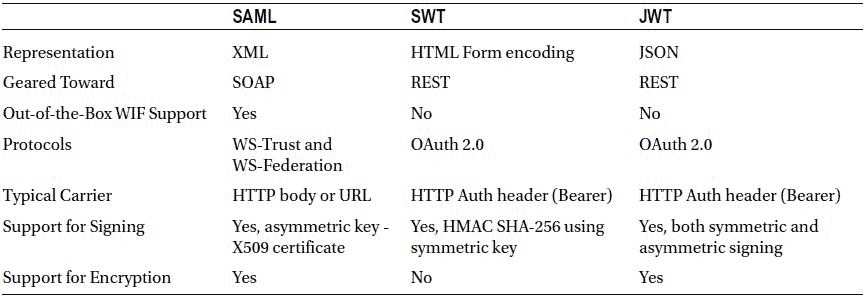 SAML SWT JWT
Representation XML HTML Form encoding JSON
Geared Toward SOAP REST REST
Out-of-the-Box WIF Support Yes No No
Protocols WS-Trust and OAuth 2.0 OAuth 2.0
WS-Federation
Typical Carrier HTTP body or URL HTTP Auth header (Bearer) HTTP Auth header (Bearer)
Support for Signing Yes, asymmetric key - Yes, HMAC SHA-256 using Yes, both symmetric and
X509 certificate symmetric key asymmetric signing
Support for Encryption Yes No Yes